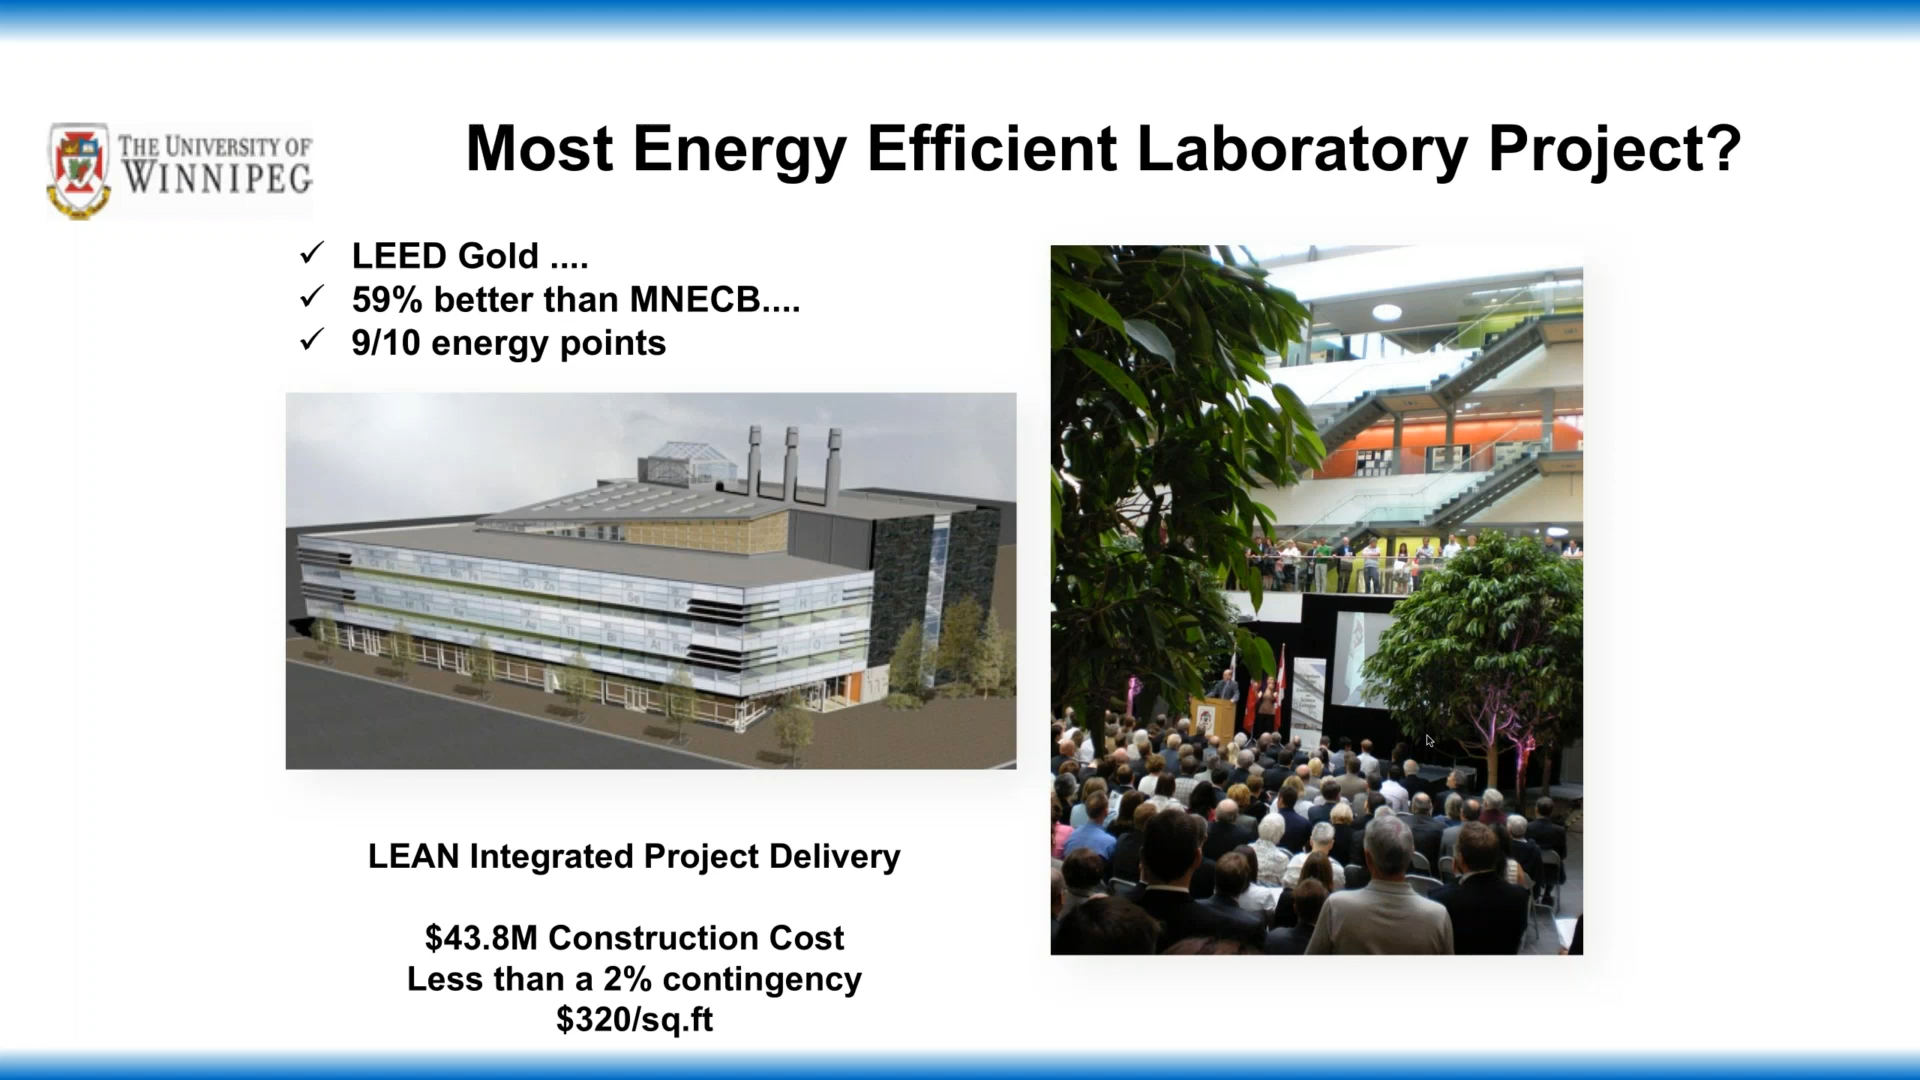 THE UNIVERSITY OF
WINNIPEG
Most Energy Efficient Laboratory Project?
✓ LEED Gold ....
✓ 59% better than MNECB....
✓ 9/10 energy points
LEAN Integrated Project Delivery
$43.8M Construction Cost
Less than a 2% contingency
$320/sq.ft